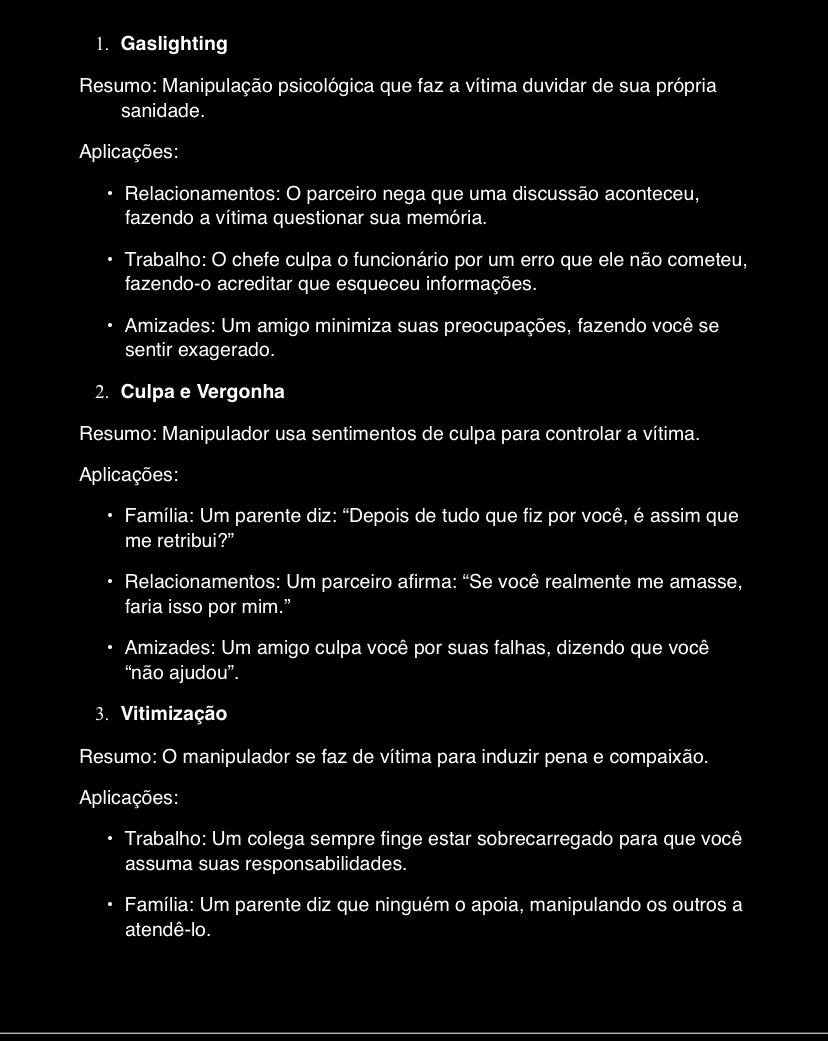 1. Gaslighting
Resumo: Manipulação psicológica que faz a vítima duvidar de sua própria
sanidade.
Aplicações:
• Relacionamentos: O parceiro nega que uma discussão aconteceu,
fazendo a vítima questionar sua memória.
• Trabalho: O chefe culpa o funcionário por um erro que ele não cometeu,
fazendo-o acreditar que esqueceu informações.
• Amizades: Um amigo minimiza suas preocupações, fazendo você se
sentir exagerado.
2. Culpa e Vergonha
Resumo: Manipulador usa sentimentos de culpa para controlar a vítima.
Aplicações:
• Família: Um parente diz: “Depois de tudo que fiz por você, é assim que
me retribui?”
• Relacionamentos: Um parceiro afirma: “Se você realmente me amasse,
faria isso por mim.”
• Amizades: Um amigo culpa você por suas falhas, dizendo que você
“não ajudou”.
3. Vitimização
Resumo: O manipulador se faz de vítima para induzir pena e compaixão.
Aplicações:
• Trabalho: Um colega sempre finge estar sobrecarregado para que você
assuma suas responsabilidades.
• Família: Um parente diz que ninguém o apoia, manipulando os outros a
atendê-lo.